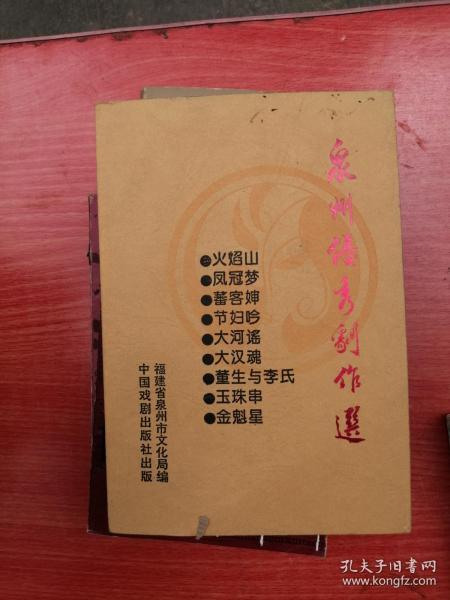 泉州优秀剧作選
●火焰山
●凤冠梦
●蕃客婶
●节妇吟
●大河谣
●大汉魂
●董生与李氏
●玉珠串
●金魁星
福建省泉州市文化局编
中国戏剧出版社出版
孔夫子旧书网
www.kongfz.com